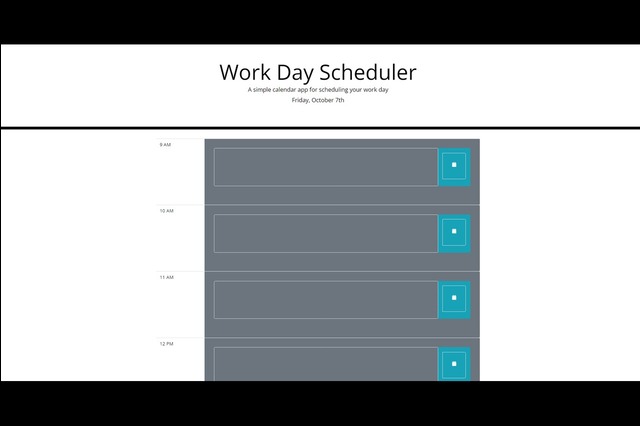 Work Day Scheduler
A simple calendar app for scheduling your work day
Friday, October 7th
9 AM
10 AM
11 AM
12 PM